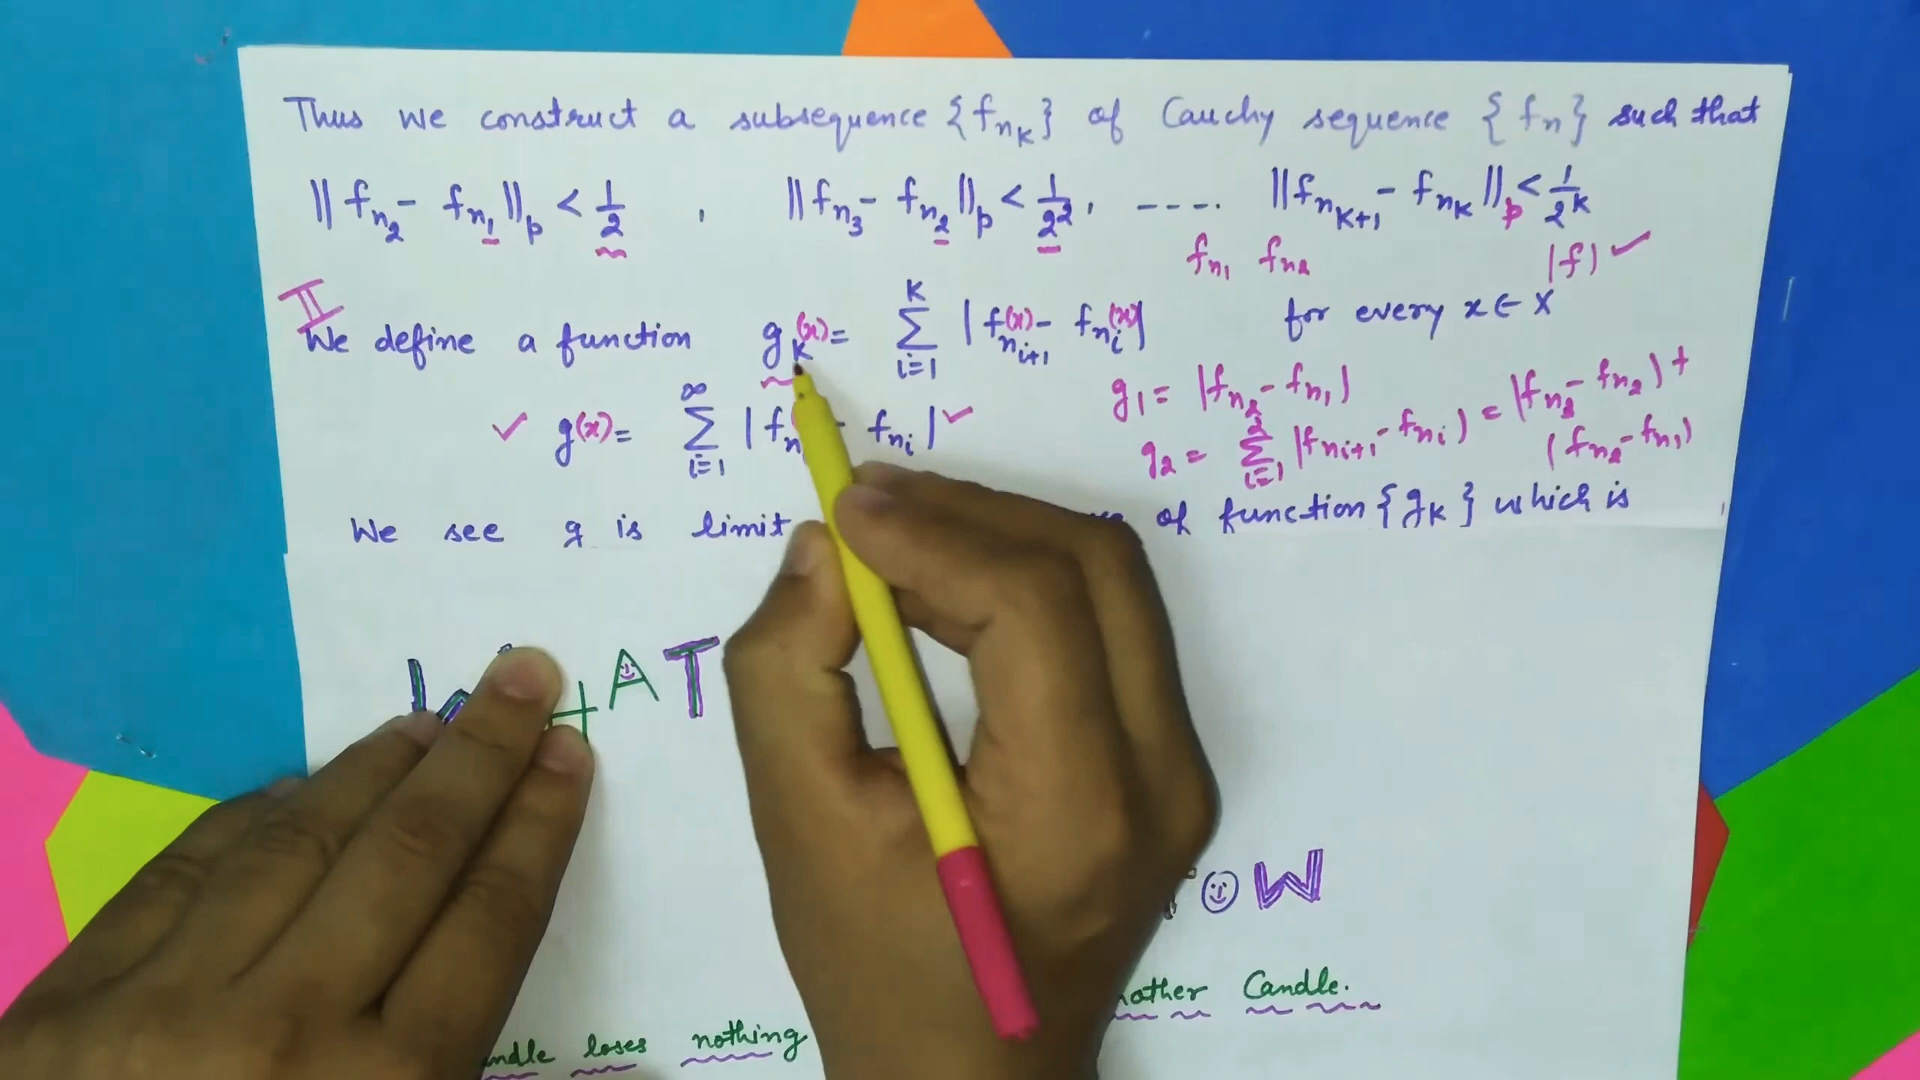 Thus we construct a subsequence {f_{n_k}} of Cauchy sequence {f_n} such that
||f_{n_2} - f_{n_1}||_p < 1/2 , ||f_{n_3} - f_{n_2}||_p < 1/2^2 , ---- . ||f_{n_{k+1}} - f_{n_k}||_p < 1/2^k
f_{n_1} f_{n_2} |f| ✓
II
We define a function g_k(x) = Σ_{i=1}^{k} |f_{n_{i+1}}(x) - f_{n_i}(x)| for every x ∈ X
g_1 = |f_{n_2} - f_{n_1}|
✓ g(x) = Σ_{i=1}^{∞} |f_n - f_{n_i}| ✓
g_2 = Σ_{i=1}^{2} |f_{n_{i+1}} - f_{n_i}| = |f_{n_3} - f_{n_2}| +
|f_{n_2} - f_{n_1}|
We see g is limit of function {g_k} which is
HAT
OW
Candle.
loses nothing